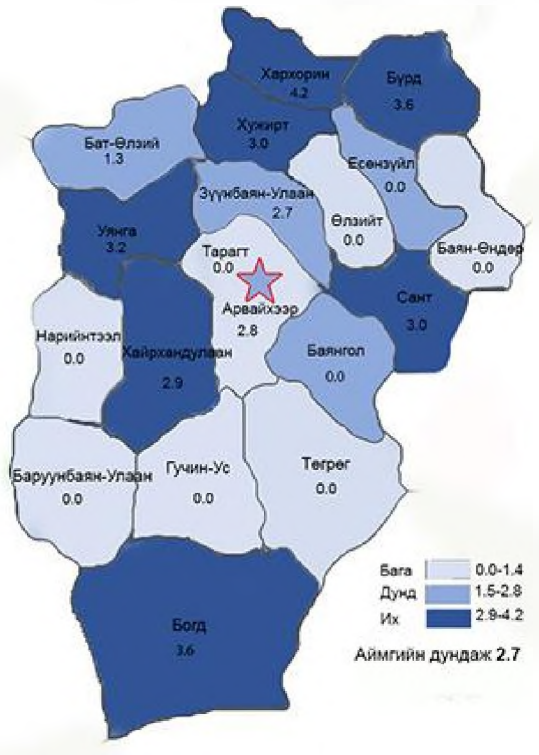 Хархорин
4.2
Бүрд
3.6
Хужирт
3.0
Бат-Өлзий
1.3
Есөнзүйл
0.0
Зүүнбаян-Улаан
2.7
Өлзийт
0.0
Баян-Өндөр
0.0
Уянга
3.2
Тарагт
0.0
Арвайхээр
2.8
Сант
3.0
Нарийнтээл
0.0
Хайрхандулаан
2.9
Баянгол
0.0
Баруунбаян-Улаан
0.0
Гучин-Ус
0.0
Төгрөг
0.0
Богд
3.6
Бага 0.0-1.4
Дунд 1.5-2.8
Их 2.9-4.2
Аймгийн дундаж 2.7